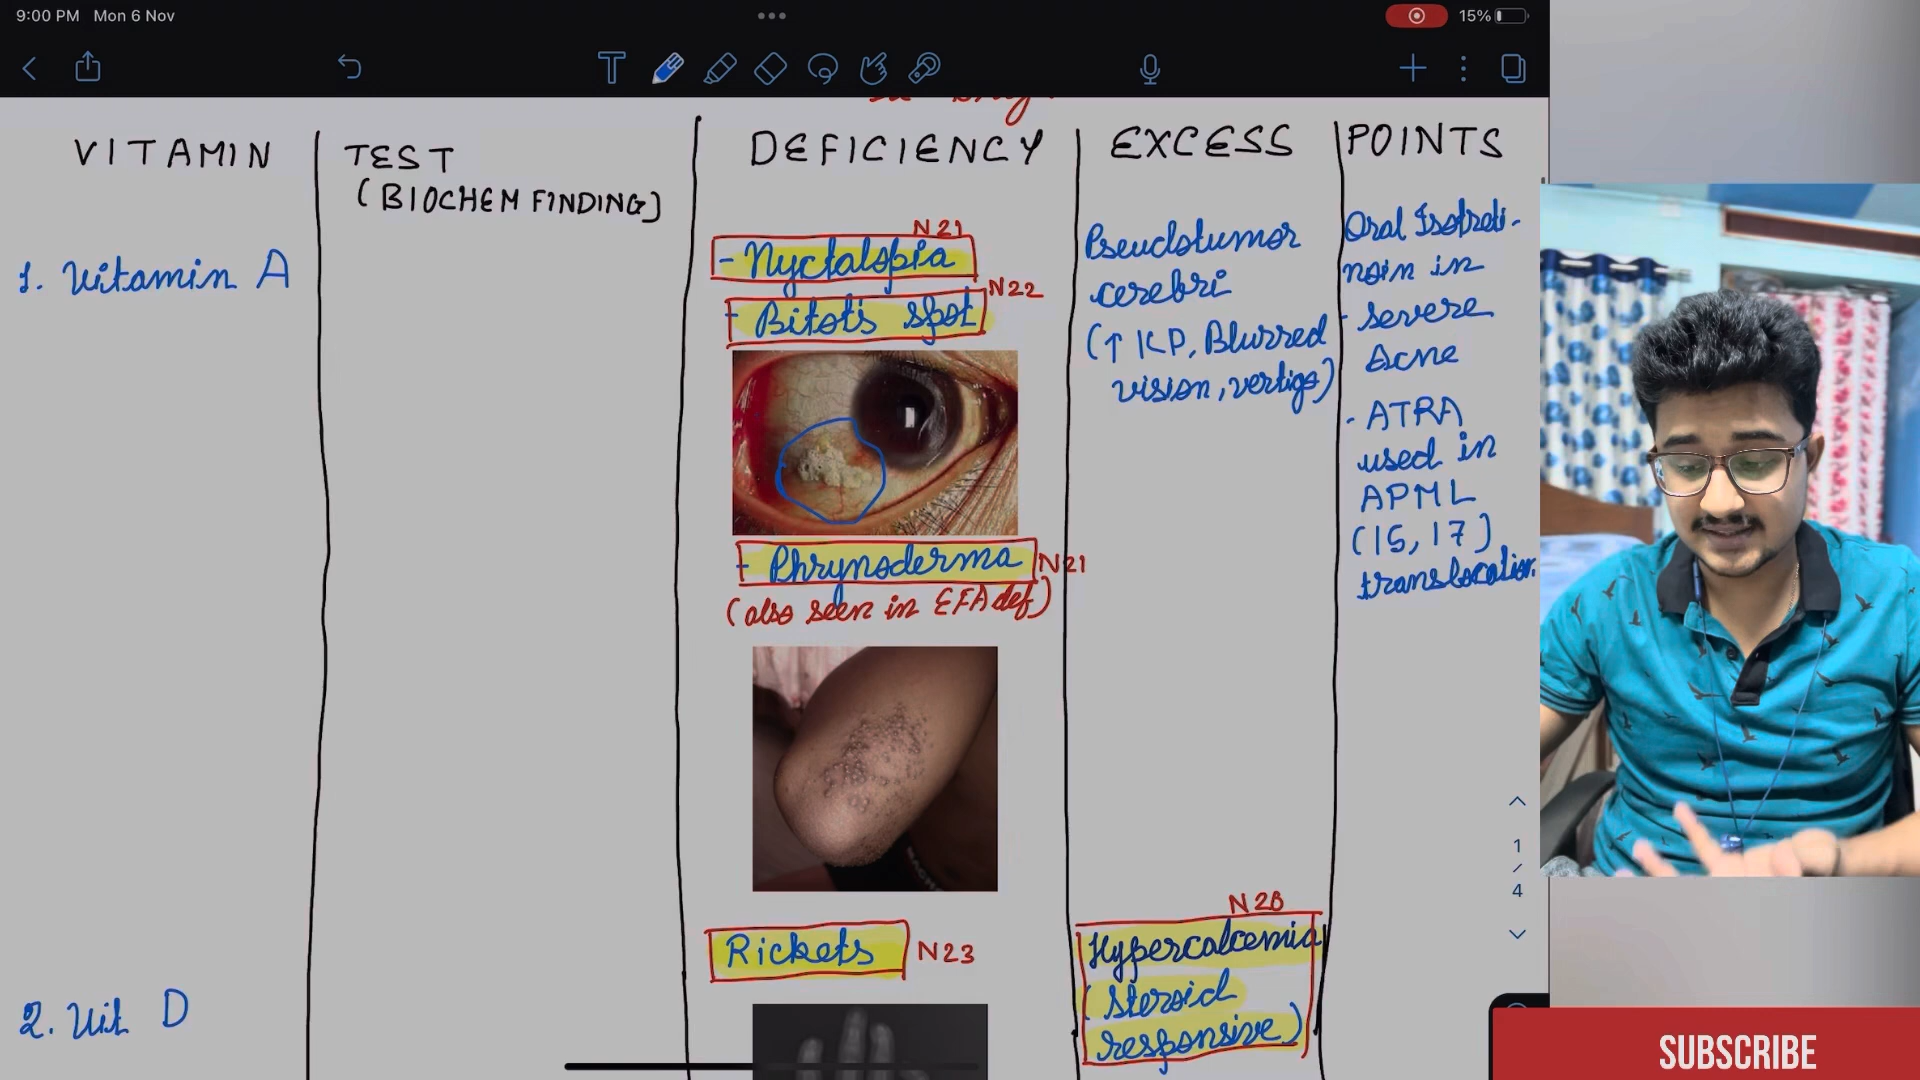 9:00 PM Mon 6 Nov
15%
VITAMIN
TEST
(BIOCHEM FINDING)
DEFICIENCY
EXCESS
POINTS
1. Vitamin A
N21
- Nyctalopia
N22
- Bitot's spot
- Phrynoderma N21
(also seen in EFA def)
Pseudotumor
cerebri
(↑ ICP, Blurred
vision, vertigo)
Oral Isotreti-
noin in
- severe
Acne
- ATRA
used in
APML
(15, 17)
translocation.
1
/
4
2. Vit D
Rickets N23
N20
Hypercalcemia
(steroid
responsive)
SUBSCRIBE